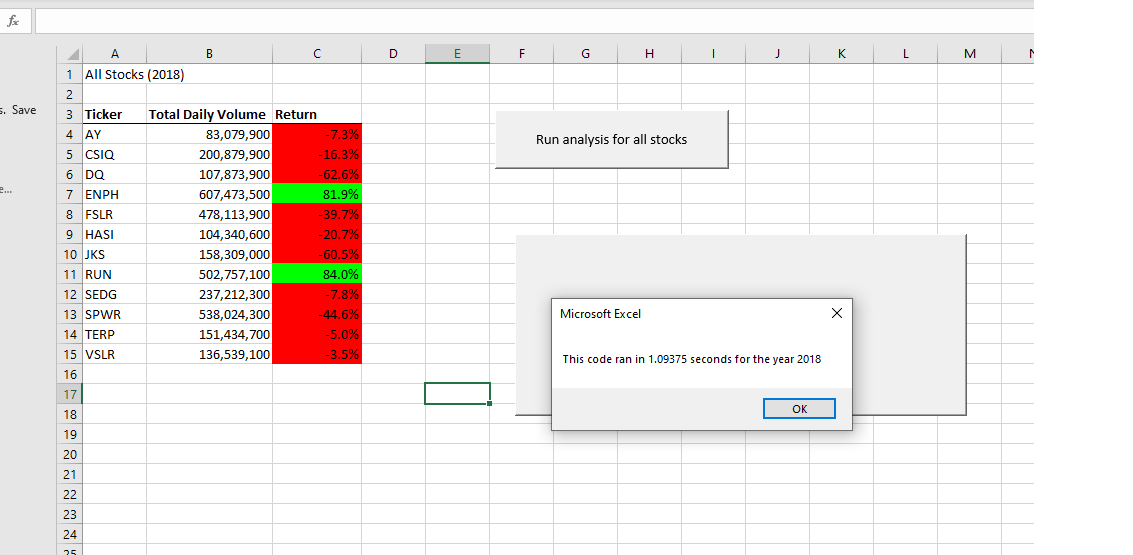 fx
A B C D E F G H I J K L M N
1 All Stocks (2018)
2
s. Save
3 Ticker Total Daily Volume Return
4 AY 83,079,900 -7.3%
Run analysis for all stocks
5 CSIQ 200,879,900 -16.3%
6 DQ 107,873,900 -62.6%
e...
7 ENPH 607,473,500 81.9%
8 FSLR 478,113,900 -39.7%
9 HASI 104,340,600 -20.7%
10 JKS 158,309,000 -60.5%
11 RUN 502,757,100 84.0%
12 SEDG 237,212,300 -7.8%
13 SPWR 538,024,300 -44.6%
14 TERP 151,434,700 -5.0%
15 VSLR 136,539,100 -3.5%
Microsoft Excel
This code ran in 1.09375 seconds for the year 2018
OK
16
17
18
19
20
21
22
23
24
25